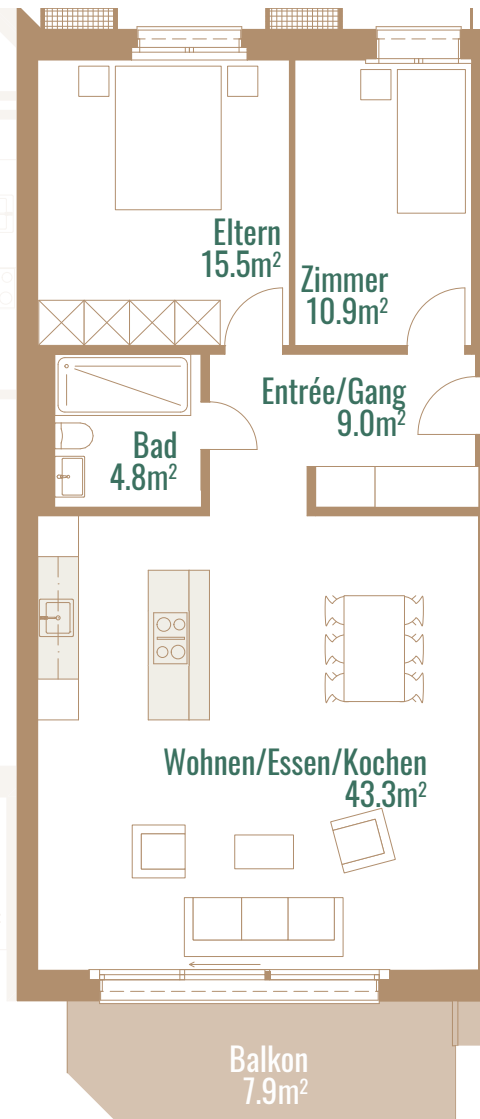 Eltern
15.5m²
Zimmer
10.9m²
Entrée/Gang
9.0m²
Bad
4.8m²
Wohnen/Essen/Kochen
43.3m²
Balkon
7.9m²